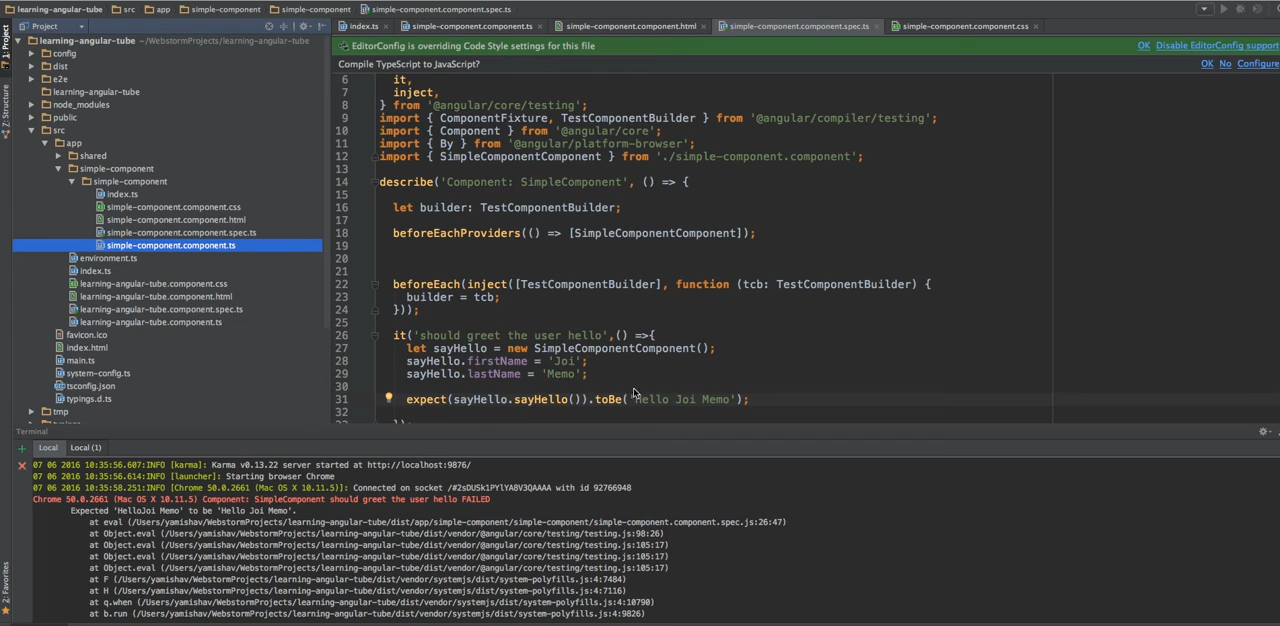 learning-angular-tube src app simple-component simple-component simple-component.component.spec.ts
Project
index.ts simple-component.component.ts simple-component.component.html simple-component.component.spec.ts simple-component.component.css
1: Project
Z: Structure
2: Favorites
learning-angular-tube ~/WebstormProjects/learning-angular-tube
config
dist
e2e
learning-angular-tube
node_modules
public
src
app
shared
simple-component
simple-component
index.ts
simple-component.component.css
simple-component.component.html
simple-component.component.spec.ts
simple-component.component.ts
environment.ts
index.ts
learning-angular-tube.component.css
learning-angular-tube.component.html
learning-angular-tube.component.spec.ts
learning-angular-tube.component.ts
favicon.ico
index.html
main.ts
system-config.ts
tsconfig.json
typings.d.ts
tmp
EditorConfig is overriding Code Style settings for this file OK Disable EditorConfig support
Compile TypeScript to JavaScript? OK No Configure
6 it,
7 inject,
8 } from '@angular/core/testing';
9 import { ComponentFixture, TestComponentBuilder } from '@angular/compiler/testing';
10 import { Component } from '@angular/core';
11 import { By } from '@angular/platform-browser';
12 import { SimpleComponentComponent } from './simple-component.component';
13
14 describe('Component: SimpleComponent', () => {
15
16 let builder: TestComponentBuilder;
17
18 beforeEachProviders(() => [SimpleComponentComponent]);
19
20
21
22 beforeEach(inject([TestComponentBuilder], function (tcb: TestComponentBuilder) {
23 builder = tcb;
24 }));
25
26 it('should greet the user hello',() =>{
27 let sayHello = new SimpleComponentComponent();
28 sayHello.firstName = 'Joi';
29 sayHello.lastName = 'Memo';
30
31 expect(sayHello.sayHello()).toBe('Hello Joi Memo');
32
Terminal
Local Local (1)
07 06 2016 10:35:56.607:INFO [karma]: Karma v0.13.22 server started at http://localhost:9876/
07 06 2016 10:35:56.614:INFO [launcher]: Starting browser Chrome
07 06 2016 10:35:58.251:INFO [Chrome 50.0.2661 (Mac OS X 10.11.5)]: Connected on socket /#2sDUSk1PYlYA8V3QAAAA with id 92766948
Chrome 50.0.2661 (Mac OS X 10.11.5) Component: SimpleComponent should greet the user hello FAILED
Expected 'HelloJoi Memo' to be 'Hello Joi Memo'.
at eval (/Users/yamishav/WebstormProjects/learning-angular-tube/dist/app/simple-component/simple-component/simple-component.component.spec.js:26:47)
at Object.eval (/Users/yamishav/WebstormProjects/learning-angular-tube/dist/vendor/@angular/core/testing/testing.js:98:26)
at Object.eval (/Users/yamishav/WebstormProjects/learning-angular-tube/dist/vendor/@angular/core/testing/testing.js:105:17)
at Object.eval (/Users/yamishav/WebstormProjects/learning-angular-tube/dist/vendor/@angular/core/testing/testing.js:105:17)
at Object.eval (/Users/yamishav/WebstormProjects/learning-angular-tube/dist/vendor/@angular/core/testing/testing.js:105:17)
at F (/Users/yamishav/WebstormProjects/learning-angular-tube/dist/vendor/systemjs/dist/system-polyfills.js:4:7484)
at H (/Users/yamishav/WebstormProjects/learning-angular-tube/dist/vendor/systemjs/dist/system-polyfills.js:4:7116)
at q.when (/Users/yamishav/WebstormProjects/learning-angular-tube/dist/vendor/systemjs/dist/system-polyfills.js:4:10790)
at b.run (/Users/yamishav/WebstormProjects/learning-angular-tube/dist/vendor/systemjs/dist/system-polyfills.js:4:9826)